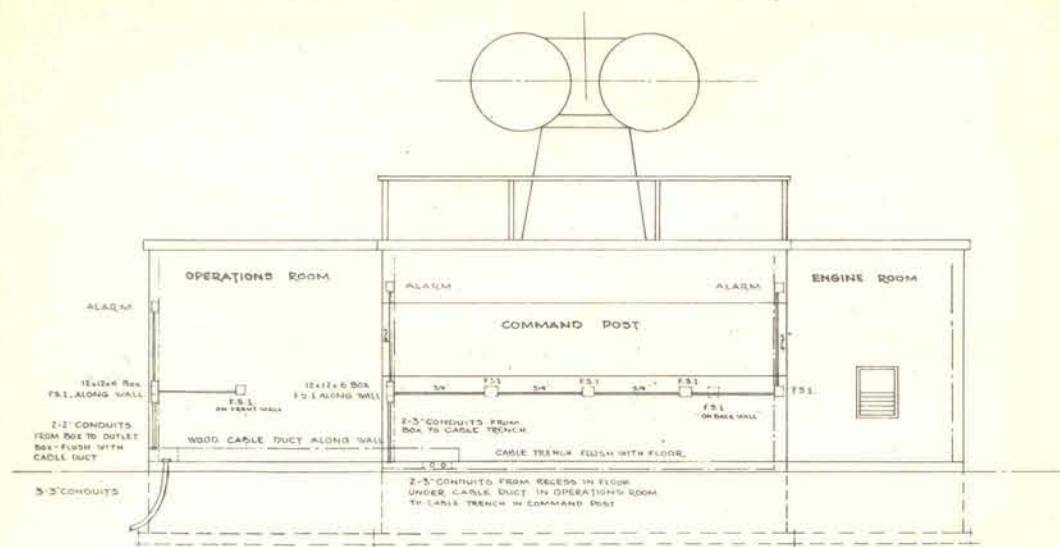 OPERATIONS ROOM
ENGINE ROOM
ALARM
ALARM
ALARM
COMMAND POST
12x12x6 BOX
F.S.1. ALONG WALL
F.S.1.
ON FRONT WALL
12x12x6 BOX
F.S.1 ALONG WALL
3/4"
F.S.1
3/4"
F.S.1
3/4"
F.S.1
F.S.1.
ON BACK WALL
F.S.1.
2-2" CONDUITS
FROM BOX TO OUTLET
BOX-FLUSH WITH
CABLE DUCT
WOOD CABLE DUCT ALONG WALL
2-3" CONDUITS FROM
BOX TO CABLE TRENCH
CABLE TRENCH FLUSH WITH FLOOR
3-3" CONDUITS
2-3" CONDUITS FROM RECESS IN FLOOR
UNDER CABLE DUCT IN OPERATIONS ROOM
TO CABLE TRENCH IN COMMAND POST